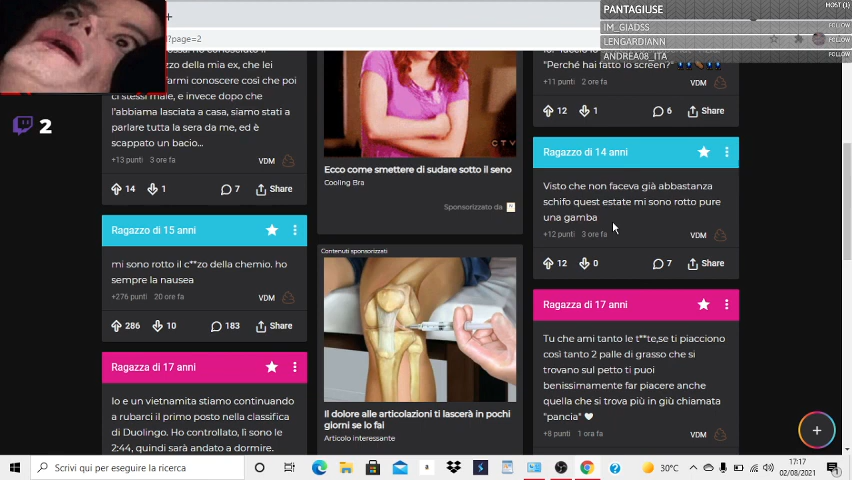 PANTAGIUSE
HOST (1)
IM_GIADSS
FOLLOW
LENGARDIANN
FOLLOW
ANDREA08_ITA
FOLLOW
?page=2
2
zzo della mia ex, che lei
farmi conoscere così che poi
ci stessi male, e invece dopo che
l'abbiama lasciata a casa, siamo stati a
parlare tutta la sera da me, ed è
scappato un bacio...
+13 punti 3 ore fa
VDM
14 1 7 Share
Ragazzo di 15 anni
mi sono rotto il c**zo della chemio. ho
sempre la nausea
+276 punti 20 ore fa
VDM
286 10 183 Share
Ragazza di 17 anni
Io e un vietnamita stiamo continuando
a rubarci il primo posto nella classifica
di Duolingo. Ho controllato, lì sono le
2:44, quindi sarà andato a dormire.
CTV
Ecco come smettere di sudare sotto il seno
Cooling Bra
Sponsorizzato da
Contenuti sponsorizzati
Il dolore alle articolazioni ti lascerà in pochi
giorni se lo fai
Articolo interessante
"Perché hai fatto lo screen?"
+11 punti 2 ore fa
VDM
12 1 6 Share
Ragazzo di 14 anni
Visto che non faceva già abbastanza
schifo quest estate mi sono rotto pure
una gamba
+12 punti 3 ore fa
VDM
12 0 7 Share
Ragazza di 17 anni
Tu che ami tanto le t**te,se ti piacciono
così tanto 2 palle di grasso che si
trovano sul petto ti puoi
benissimamente far piacere anche
quella che si trova più in giù chiamata
"pancia" 🖤
+8 punti 1 ora fa
VDM
Scrivi qui per eseguire la ricerca
30°C
17:17
02/08/2021